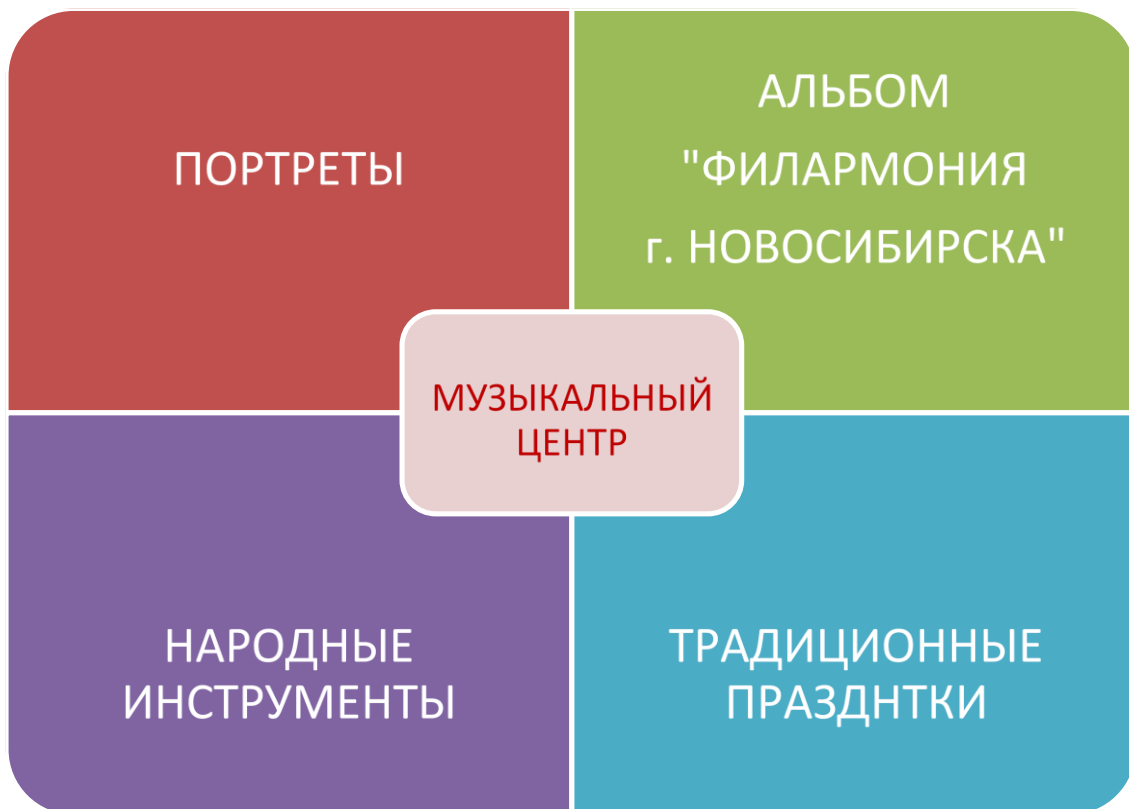 ПОРТРЕТЫ
АЛЬБОМ
"ФИЛАРМОНИЯ
г. НОВОСИБИРСКА"
МУЗЫКАЛЬНЫЙ
ЦЕНТР
НАРОДНЫЕ
ИНСТРУМЕНТЫ
ТРАДИЦИОННЫЕ
ПРАЗДНТКИ